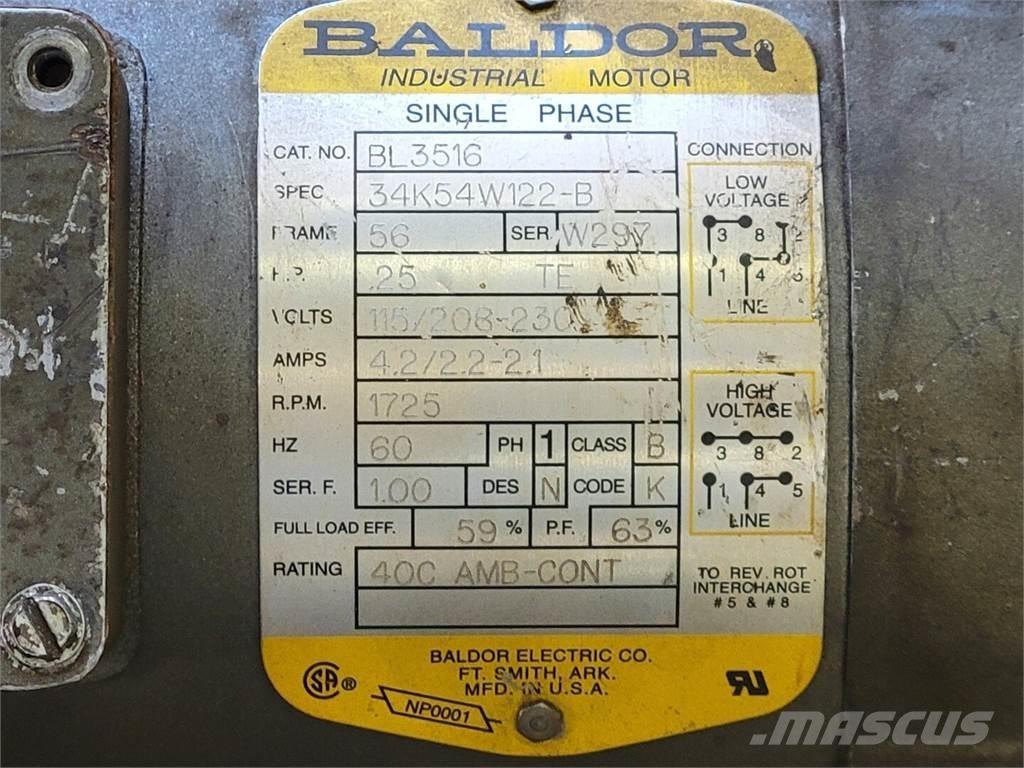 BALDOR
INDUSTRIAL MOTOR
SINGLE PHASE
CAT. NO. BL3516
SPEC. 34K54W122-B
FRAME 56 SER. W297
H.P. .25 TE
VOLTS 115/208-230
AMPS 4.2/2.2-2.1
R.P.M. 1725
HZ 60 PH 1 CLASS B
SER. F. 1.00 DES N CODE K
FULL LOAD EFF. 59 % P.F. 63 %
RATING 40C AMB-CONT
CONNECTION
LOW
VOLTAGE
3 8 2
1 4 5
LINE
HIGH
VOLTAGE
3 8 2
1 4 5
LINE
TO REV. ROT
INTERCHANGE
#5 & #8
BALDOR ELECTRIC CO.
FT. SMITH, ARK.
MFD. IN U.S.A.
SA ®
NP0001
RU
MASCUS